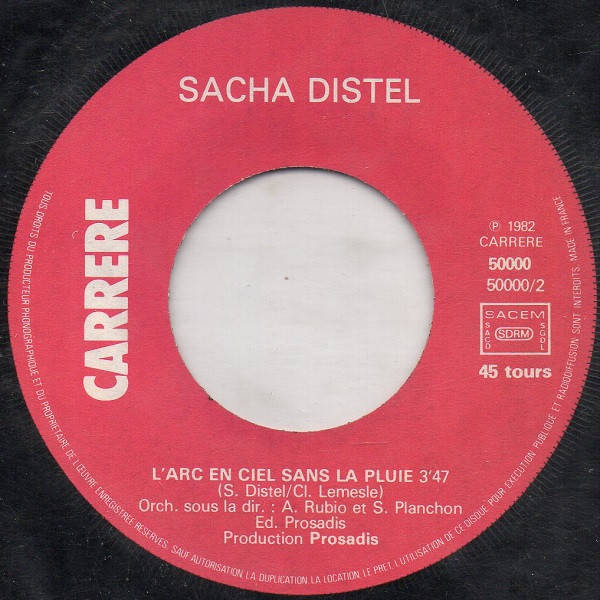 SACHA DISTEL
CARRERE
℗ 1982
CARRERE
50000
50000/2
SACEM
SACD
SDRM
SGDL
45 tours
L'ARC EN CIEL SANS LA PLUIE 3'47
(S. Distel/Cl. Lemesle)
Orch. sous la dir. : A. Rubio et S. Planchon
Ed. Prosadis
Production Prosadis
TOUS DROITS DU PRODUCTEUR PHONOGRAPHIQUE ET DU PROPRIETAIRE DE L'ŒUVRE ENREGISTREE RESERVES. SAUF AUTORISATION, LA DUPLICATION, LA LOCATION, LE PRET, L'UTILISATION DE CE DISQUE POUR EXECUTION PUBLIQUE ET RADIODIFFUSION SONT INTERDITS. MADE IN FRANCE